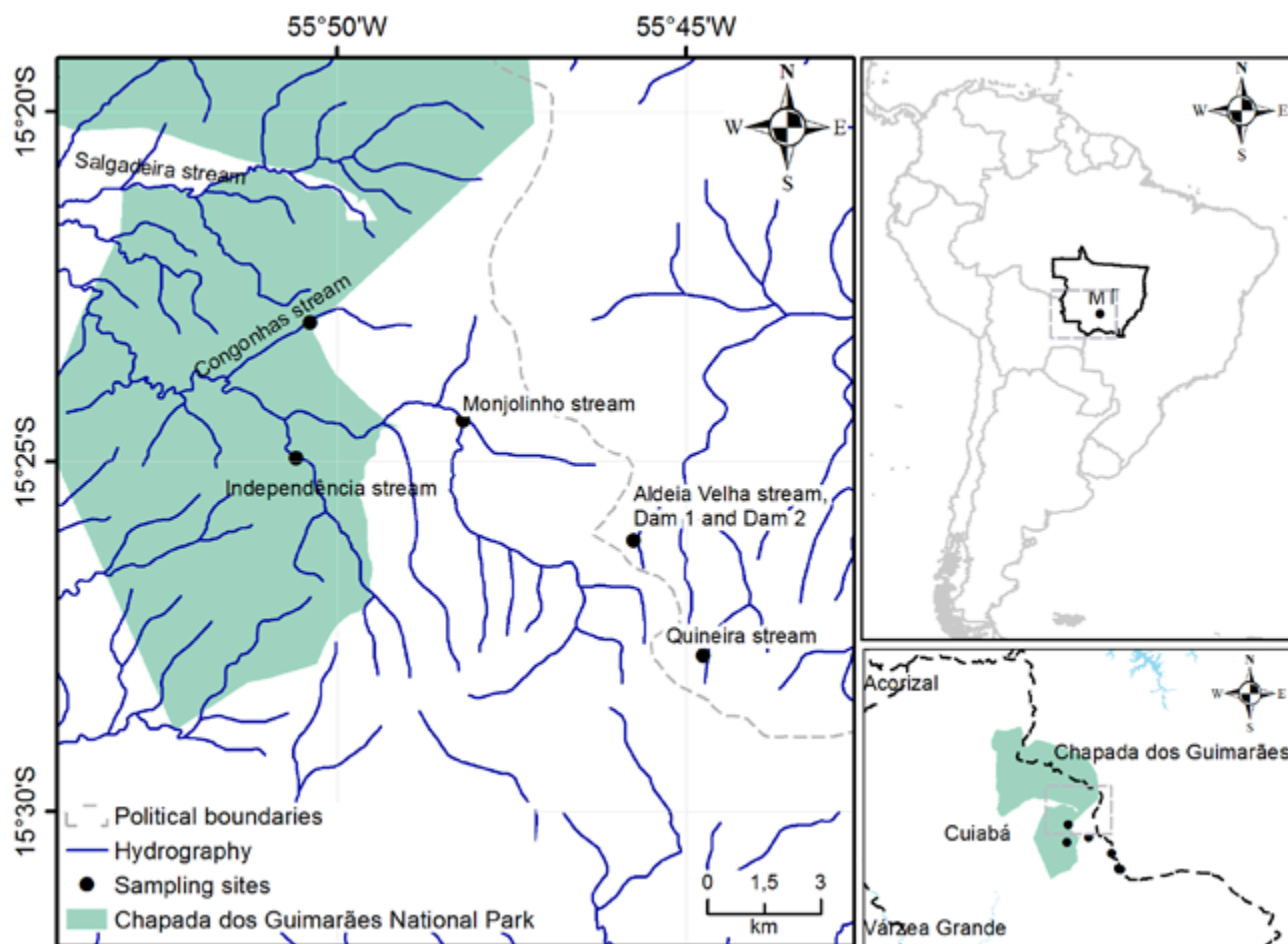 55°50'W
55°45'W
15°20'S
15°25'S
15°30'S
N
W
E
S
Salgadeira stream
Congonhas stream
Monjolinho stream
Independência stream
Aldeia Velha stream,
Dam 1 and Dam 2
Quineira stream
Political boundaries
Hydrography
Sampling sites
Chapada dos Guimarães National Park
0 1,5 3
km
N
W
E
S
MT
N
W
E
S
Acorizal
Chapada dos Guimarães
Cuiabá
Várzea Grande